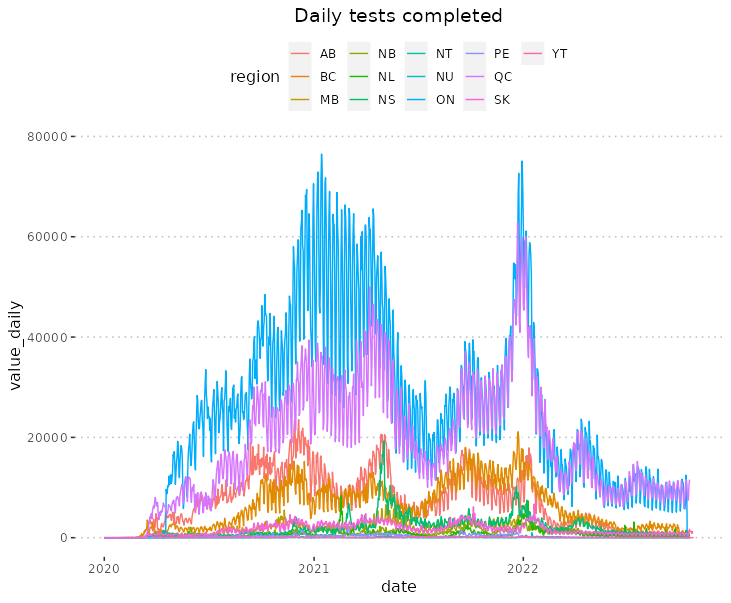 Daily tests completed
region
AB NB NT PE YT
BC NL NU QC
MB NS ON SK
80000
60000
40000
20000
0
value_daily
2020 2021 2022
date